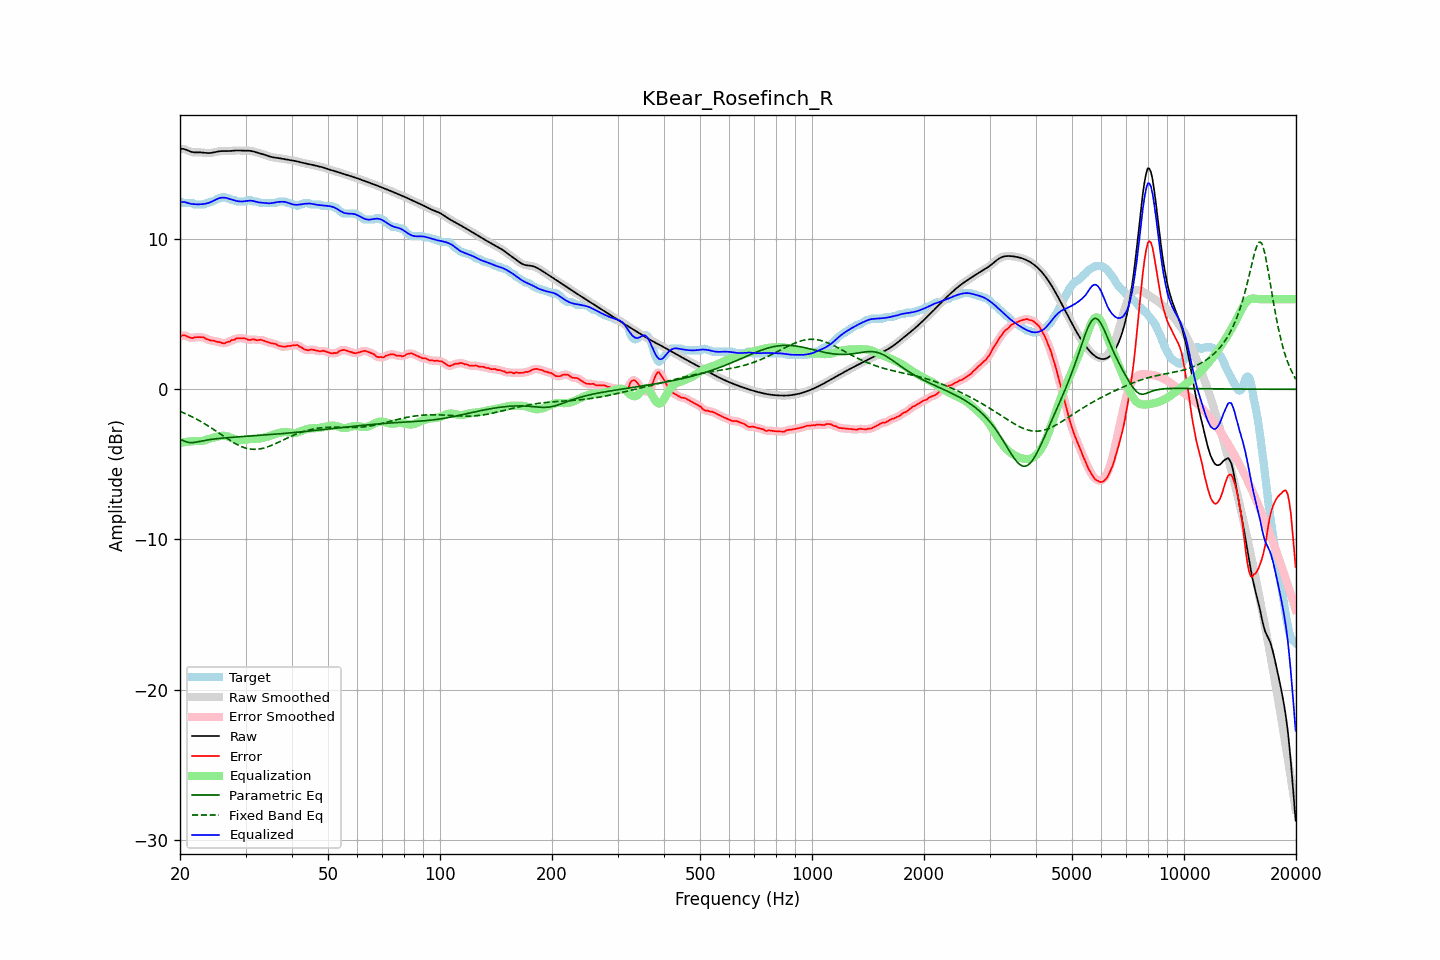 KBear_Rosefinch_R
Amplitude (dBr)
10
0
−10
−20
−30
Target
Raw Smoothed
Error Smoothed
Raw
Error
Equalization
Parametric Eq
Fixed Band Eq
Equalized
20 50 100 200 500 1000 2000 5000 10000 20000
Frequency (Hz)